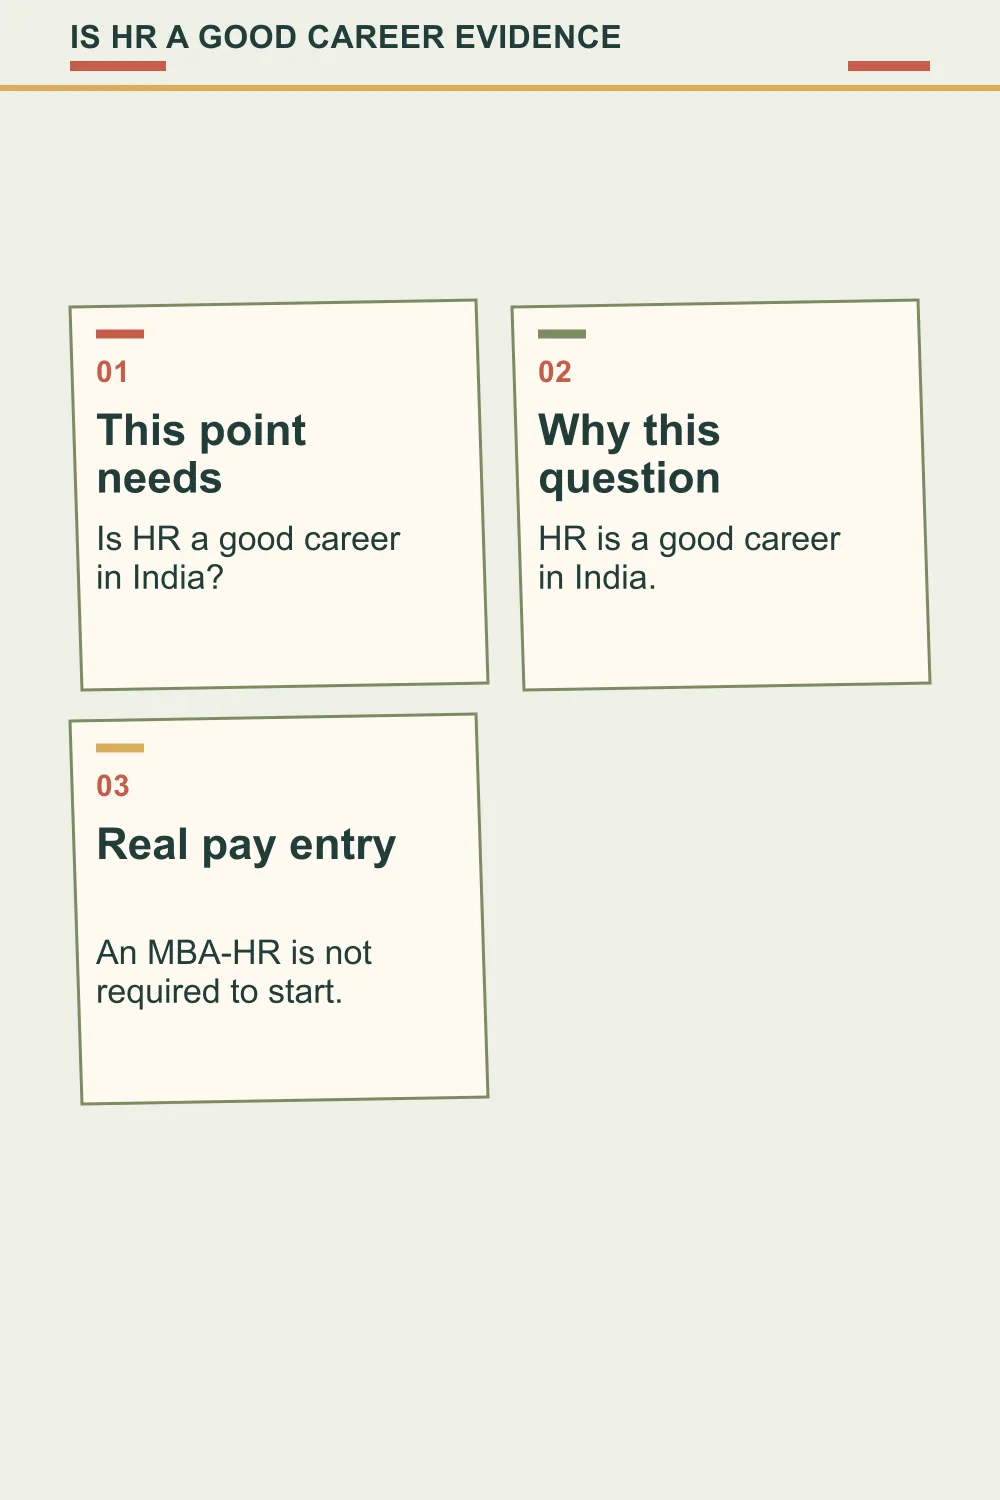 IS HR A GOOD CAREER EVIDENCE
01
This point
needs
Is HR a good career
in India?
02
Why this
question
HR is a good career
in India.
03
Real pay entry
An MBA-HR is not
required to start.